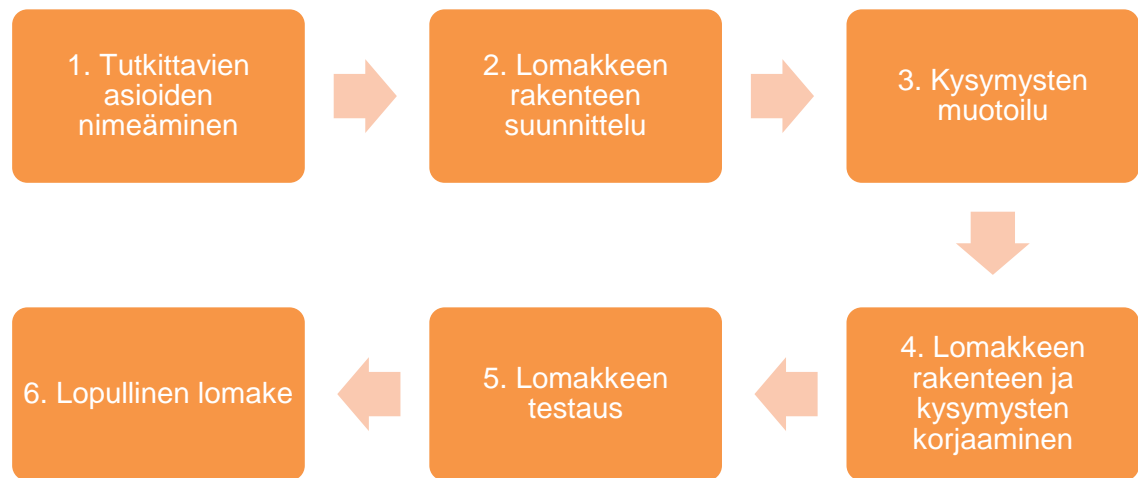 1. Tutkittavien
asioiden
nimeäminen
2. Lomakkeen
rakenteen
suunnittelu
3. Kysymysten
muotoilu
4. Lomakkeen
rakenteen ja
kysymysten
korjaaminen
5. Lomakkeen
testaus
6. Lopullinen lomake